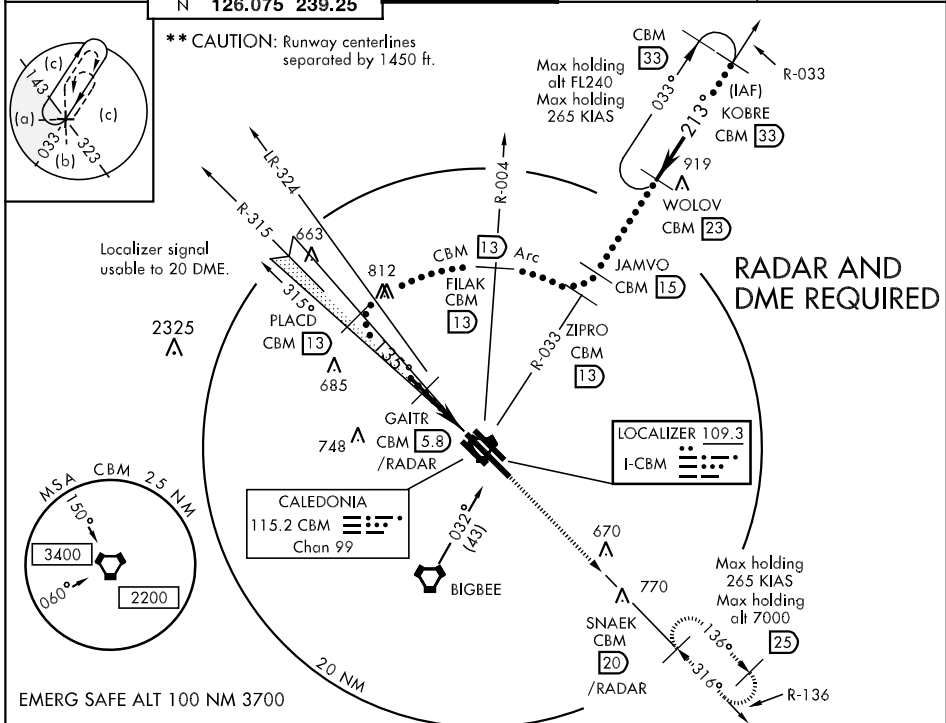 N 126.075 239.25
** CAUTION: Runway centerlines
separated by 1450 ft.
(c)
143
(a)
(c)
033
(b)
323
Max holding
alt FL240
Max holding
265 KIAS
CBM
33
R-033
033°
213°
(IAF)
KOBRE
CBM 33
919
WOLOV
CBM 23
JAMVO
CBM 15
RADAR AND
DME REQUIRED
LR-324
R-315
R-004
Localizer signal
usable to 20 DME.
663
812
CBM 13 Arc
FILAK
CBM
13
315°
PLACD
CBM 13
135°
R-033
ZIPRO
CBM
13
2325
685
GAITR
CBM 5.8
/RADAR
748
LOCALIZER 109.3
I-CBM
CALEDONIA
115.2 CBM
Chan 99
032°
(43)
BIGBEE
MSA CBM 25 NM
150°
3400
060°
2200
670
770
SNAEK
CBM
20
/RADAR
Max holding
265 KIAS
Max holding
alt 7000
25
136°
316°
R-136
20 NM
EMERG SAFE ALT 100 NM 3700